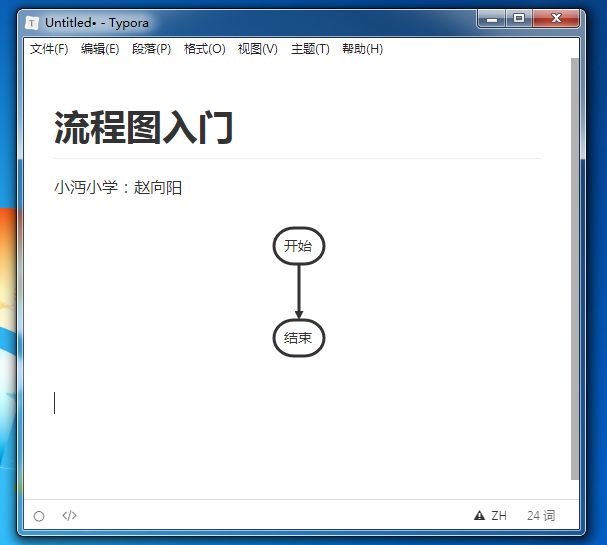 Untitled• - Typora
文件(F) 编辑(E) 段落(P) 格式(O) 视图(V) 主题(T) 帮助(H)
流程图入门
小沔小学：赵向阳
开始
结束
</> ZH 24 词